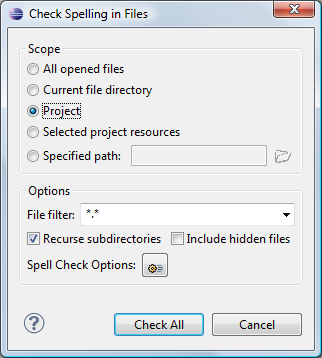 Check Spelling in Files
Scope
All opened files
Current file directory
Project
Selected project resources
Specified path:
Options
File filter: *.*
Recurse subdirectories Include hidden files
Spell Check Options:
? Check All Cancel